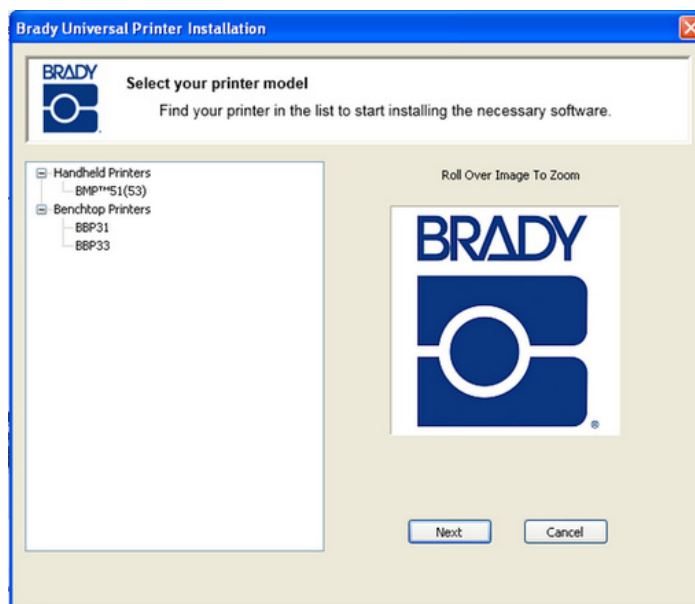 Brady Universal Printer Installation
BRADY
Select your printer model
Find your printer in the list to start installing the necessary software.
Handheld Printers
BMP™51(53)
Benchtop Printers
BBP31
BBP33
Roll Over Image To Zoom
BRADY
®
Next
Cancel